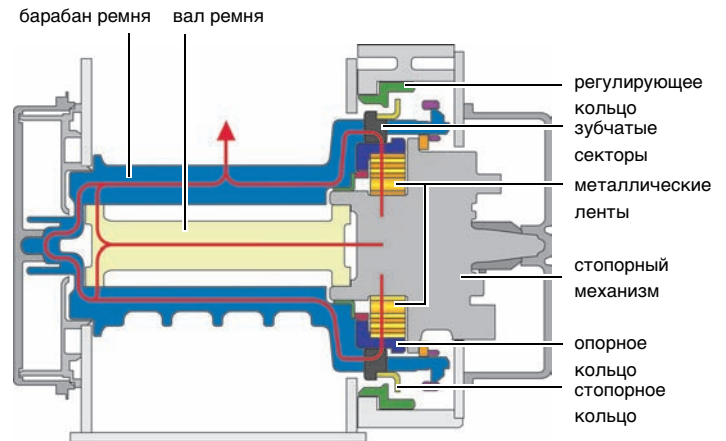 барабан ремня
вал ремня
регулирующее
кольцо
зубчатые
секторы
металлические
ленты
стопорный
механизм
опорное
кольцо
стопорное
кольцо